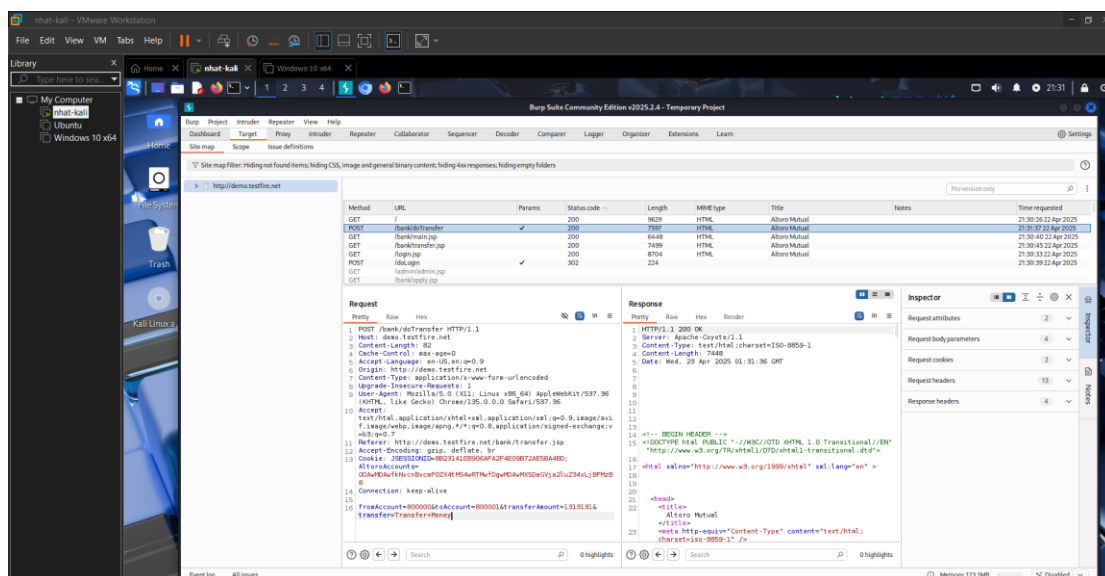 nhat-kali - VMware Workstation
File Edit View VM Tabs Help
Library
Type here to sea...
My Computer
nhat-kali
Ubuntu
Windows 10 x64
Home
nhat-kali
Windows 10 x64
1 2 3 4
21:31
Home
File System
Trash
Kali Linux a
Burp Suite Community Edition v2025.2.4 - Temporary Project
Burp Project Intruder Repeater View Help
Dashboard Target Proxy Intruder Repeater Collaborator Sequencer Decoder Comparer Logger Organizer Extensions Learn
Settings
Site map Scope Issue definitions
Site map filter: Hiding not found items; hiding CSS, image and general binary content; hiding 4xx responses; hiding empty folders
http://demo.testfire.net
Pro version only
Method URL Params Status code Length MIME type Title Notes Time requested
GET / 200 9629 HTML Altoro Mutual 21:30:26 22 Apr 2025
POST /bank/doTransfer 200 7597 HTML Altoro Mutual 21:31:37 22 Apr 2025
GET /bank/main.jsp 200 6448 HTML Altoro Mutual 21:30:40 22 Apr 2025
GET /bank/transfer.jsp 200 7499 HTML Altoro Mutual 21:30:45 22 Apr 2025
GET /login.jsp 200 8704 HTML Altoro Mutual 21:30:33 22 Apr 2025
POST /doLogin 302 224 21:30:39 22 Apr 2025
GET /admin/admin.jsp
GET /bank/apply.jsp
Request
Pretty Raw Hex
1 POST /bank/doTransfer HTTP/1.1
2 Host: demo.testfire.net
3 Content-Length: 82
4 Cache-Control: max-age=0
5 Accept-Language: en-US,en;q=0.9
6 Origin: http://demo.testfire.net
7 Content-Type: application/x-www-form-urlencoded
8 Upgrade-Insecure-Requests: 1
9 User-Agent: Mozilla/5.0 (X11; Linux x86_64) AppleWebKit/537.36
(KHTML, like Gecko) Chrome/135.0.0.0 Safari/537.36
10 Accept:
text/html,application/xhtml+xml,application/xml;q=0.9,image/avi
f,image/webp,image/apng,*/*;q=0.8,application/signed-exchange;v
=b3;q=0.7
11 Referer: http://demo.testfire.net/bank/transfer.jsp
12 Accept-Encoding: gzip, deflate, br
13 Cookie:
AltoroAccounts=
14 Connection: keep-alive
15
16 fromAccount=800000&toAccount=800001&transferAmount=1313131&
transfer=Transfer+Money
Search
0 highlights
Response
Pretty Raw Hex Render
1 HTTP/1.1 200 OK
2 Server: Apache-Coyote/1.1
3 Content-Type: text/html;charset=ISO-8859-1
4 Content-Length: 7448
5 Date: Wed, 23 Apr 2025 01:31:36 GMT
6
7
8
9
10
11
12
13
14 <!-- BEGIN HEADER -->
15 <!DOCTYPE html PUBLIC "-//W3C//DTD XHTML 1.0 Transitional//EN"
"http://www.w3.org/TR/xhtml1/DTD/xhtml1-transitional.dtd">
16
17 <html xmlns="http://www.w3.org/1999/xhtml" xml:lang="en" >
18
19
20
21 <head>
22 <title>
Altoro Mutual
</title>
23 <meta http-equiv="Content-Type" content="text/html;
charset=iso-8859-1" />
Search
0 highlights
Inspector
Request attributes 2
Request body parameters 4
Request cookies 2
Request headers 13
Response headers 4
Inspector
Notes
Event log All issues
Memory: 173.1MB
Disabled